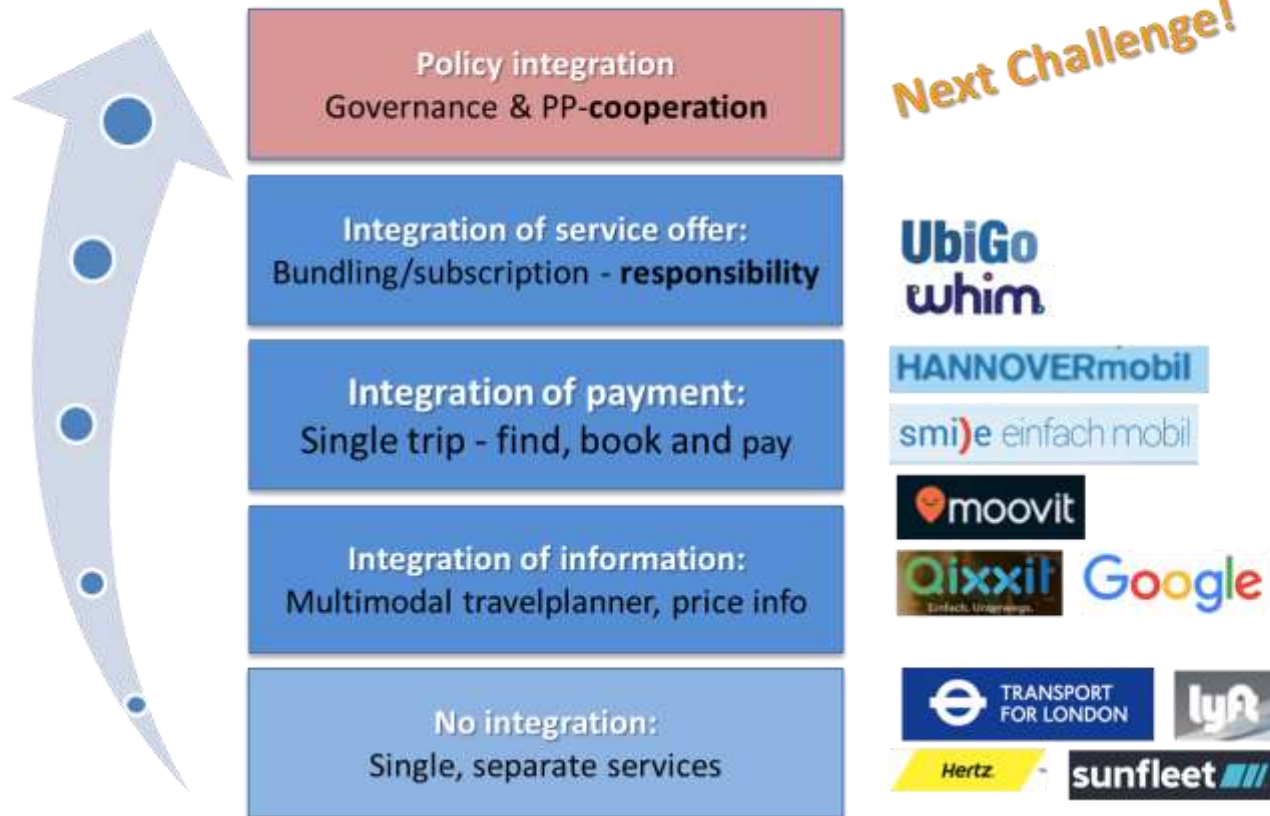 Next Challenge!
Policy integration
Governance & PP-cooperation
Integration of service offer:
Bundling/subscription - responsibility
UbiGo
whim
Integration of payment:
Single trip - find, book and pay
HANNOVERmobil
smi)e einfach mobil
moovit
Integration of information:
Multimodal travelplanner, price info
Qixxit
Einfach. Unterwegs.
Google
No integration:
Single, separate services
TRANSPORT
FOR LONDON
lyft
Hertz
sunfleet